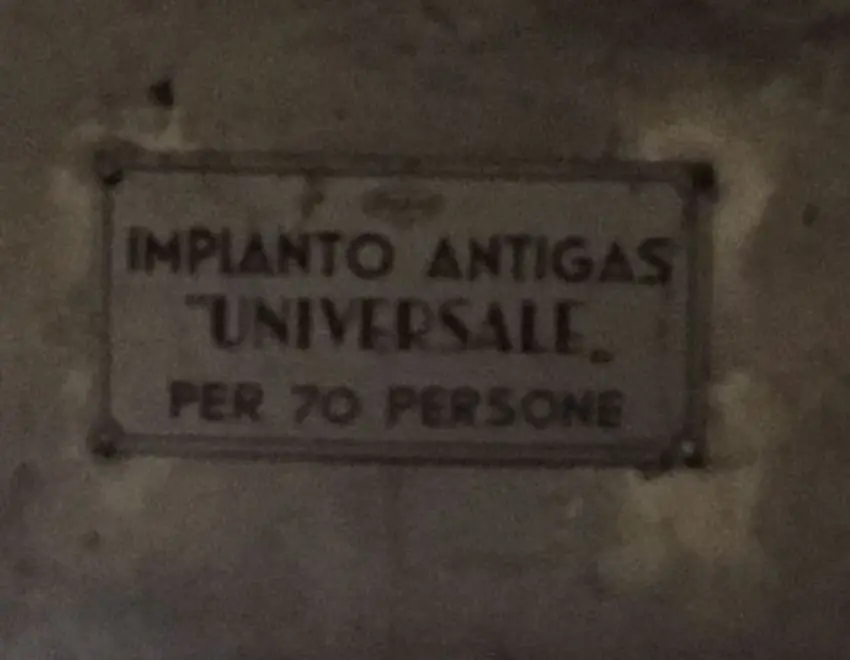 IMPIANTO ANTIGAS
"UNIVERSALE„
PER 70 PERSONE